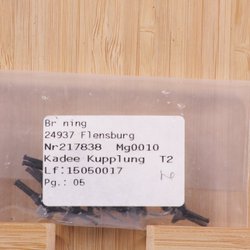 Br ning
24937 Flensburg
Nr217838 Mg0010
Kadee Kupplung T2
Lf:15050017
Pg.: 05